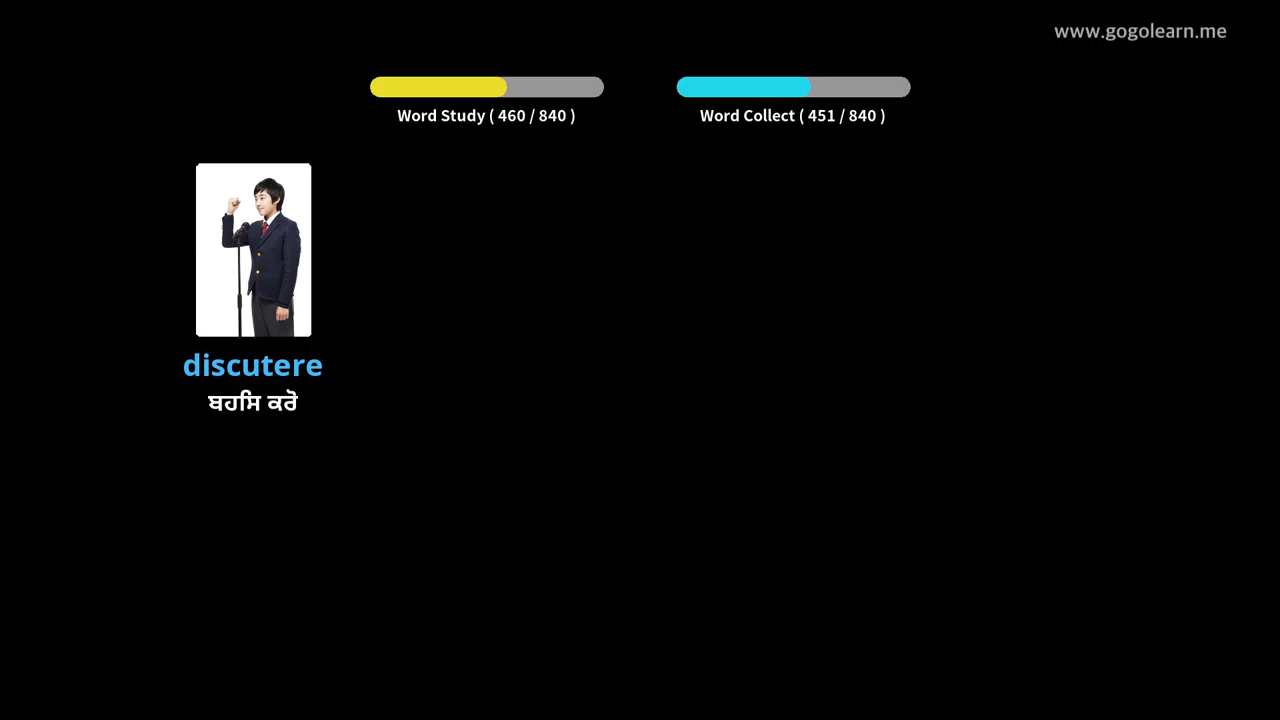 www.gogolearn.me
Word Study ( 460 / 840 )
Word Collect ( 451 / 840 )
discutere
ਬਹਸਿ ਕਰੋ